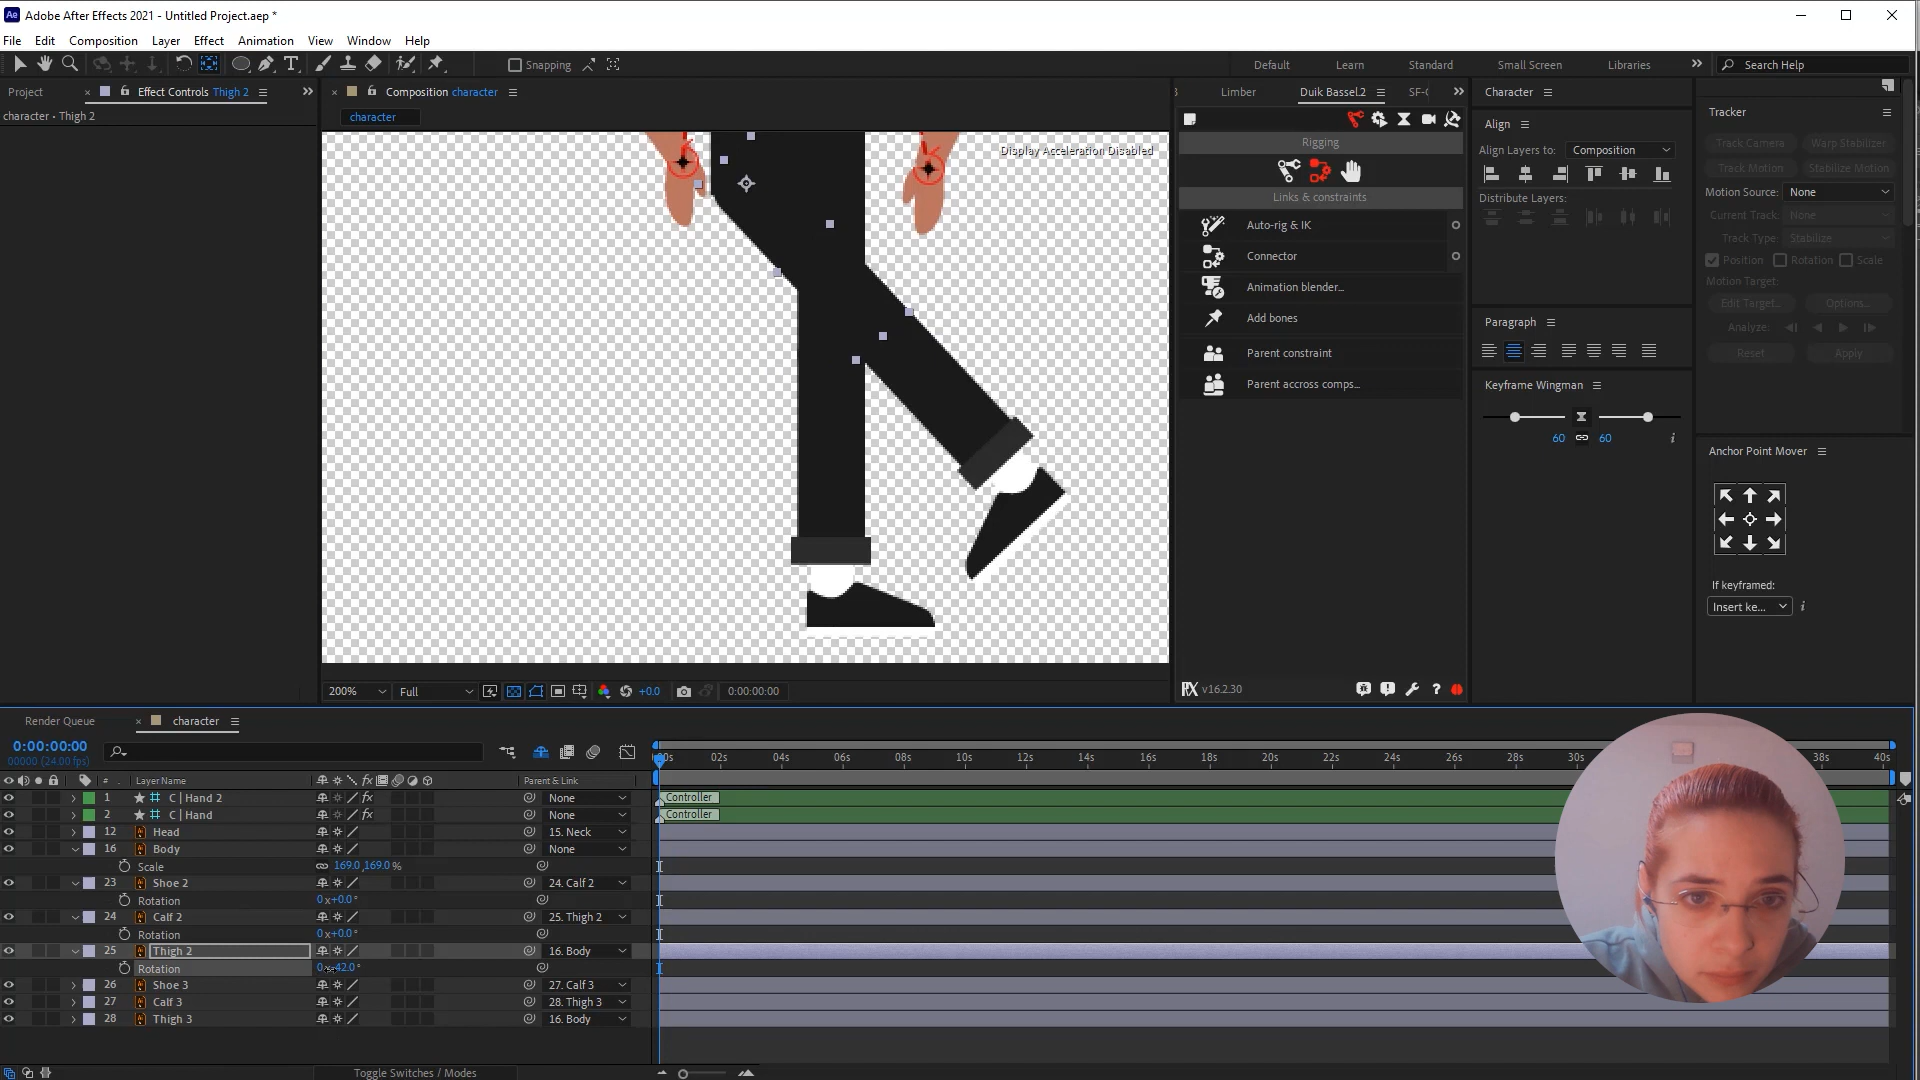 Ae Adobe After Effects 2021 - Untitled Project.aep *
File Edit Composition Layer Effect Animation View Window Help
Snapping
Default Learn Standard Small Screen Libraries Search Help
Project Effect Controls Thigh 2
character • Thigh 2
Composition character
character
Display Acceleration Disabled
200% Full +0.0 0:00:00:00
Limber Duik Bassel.2 SF-
Rigging
Links & constraints
Auto-rig & IK
Connector
Animation blender...
Add bones
Parent constraint
Parent accross comps...
v16.2.30
Character
Align
Align Layers to: Composition
Distribute Layers:
Paragraph
Keyframe Wingman
60 60
Tracker
Track Camera Warp Stabilizer
Track Motion Stabilize Motion
Motion Source: None
Current Track: None
Track Type: Stabilize
Position Rotation Scale
Motion Target:
Edit Target... Options...
Analyze:
Reset Apply
Anchor Point Mover
If keyframed:
Insert ke...
Render Queue character
0:00:00:00
00000 (24.00 fps)
# Layer Name Parent & Link
02s 04s 06s 08s 10s 12s 14s 16s 18s 20s 22s 24s 26s 28s 30s 38s 40s
1 C | Hand 2 fx None Controller
2 C | Hand fx None Controller
12 Head 15. Neck
16 Body None
Scale 169.0,169.0 %
23 Shoe 2 24. Calf 2
Rotation 0 x+0.0 °
24 Calf 2 25. Thigh 2
Rotation 0 x+0.0 °
25 Thigh 2 16. Body
Rotation 42.0 °
26 Shoe 3 27. Calf 3
27 Calf 3 28. Thigh 3
28 Thigh 3 16. Body
Toggle Switches / Modes